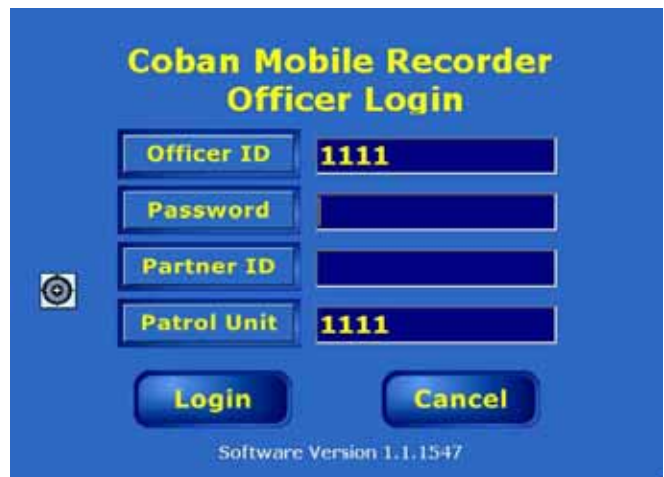 Coban Mobile Recorder
Officer Login
Officer ID 1111
Password
Partner ID
Patrol Unit 1111
Login Cancel
Software Version 1.1.1547